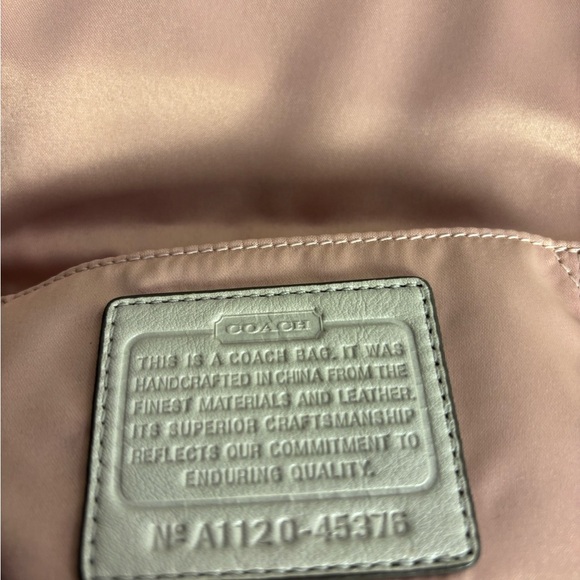 COACH
THIS IS A COACH BAG. IT WAS
HANDCRAFTED IN CHINA FROM THE
FINEST MATERIALS AND LEATHER.
ITS SUPERIOR CRAFTSMANSHIP
REFLECTS OUR COMMITMENT TO
ENDURING QUALITY.
Nº A1120-45376